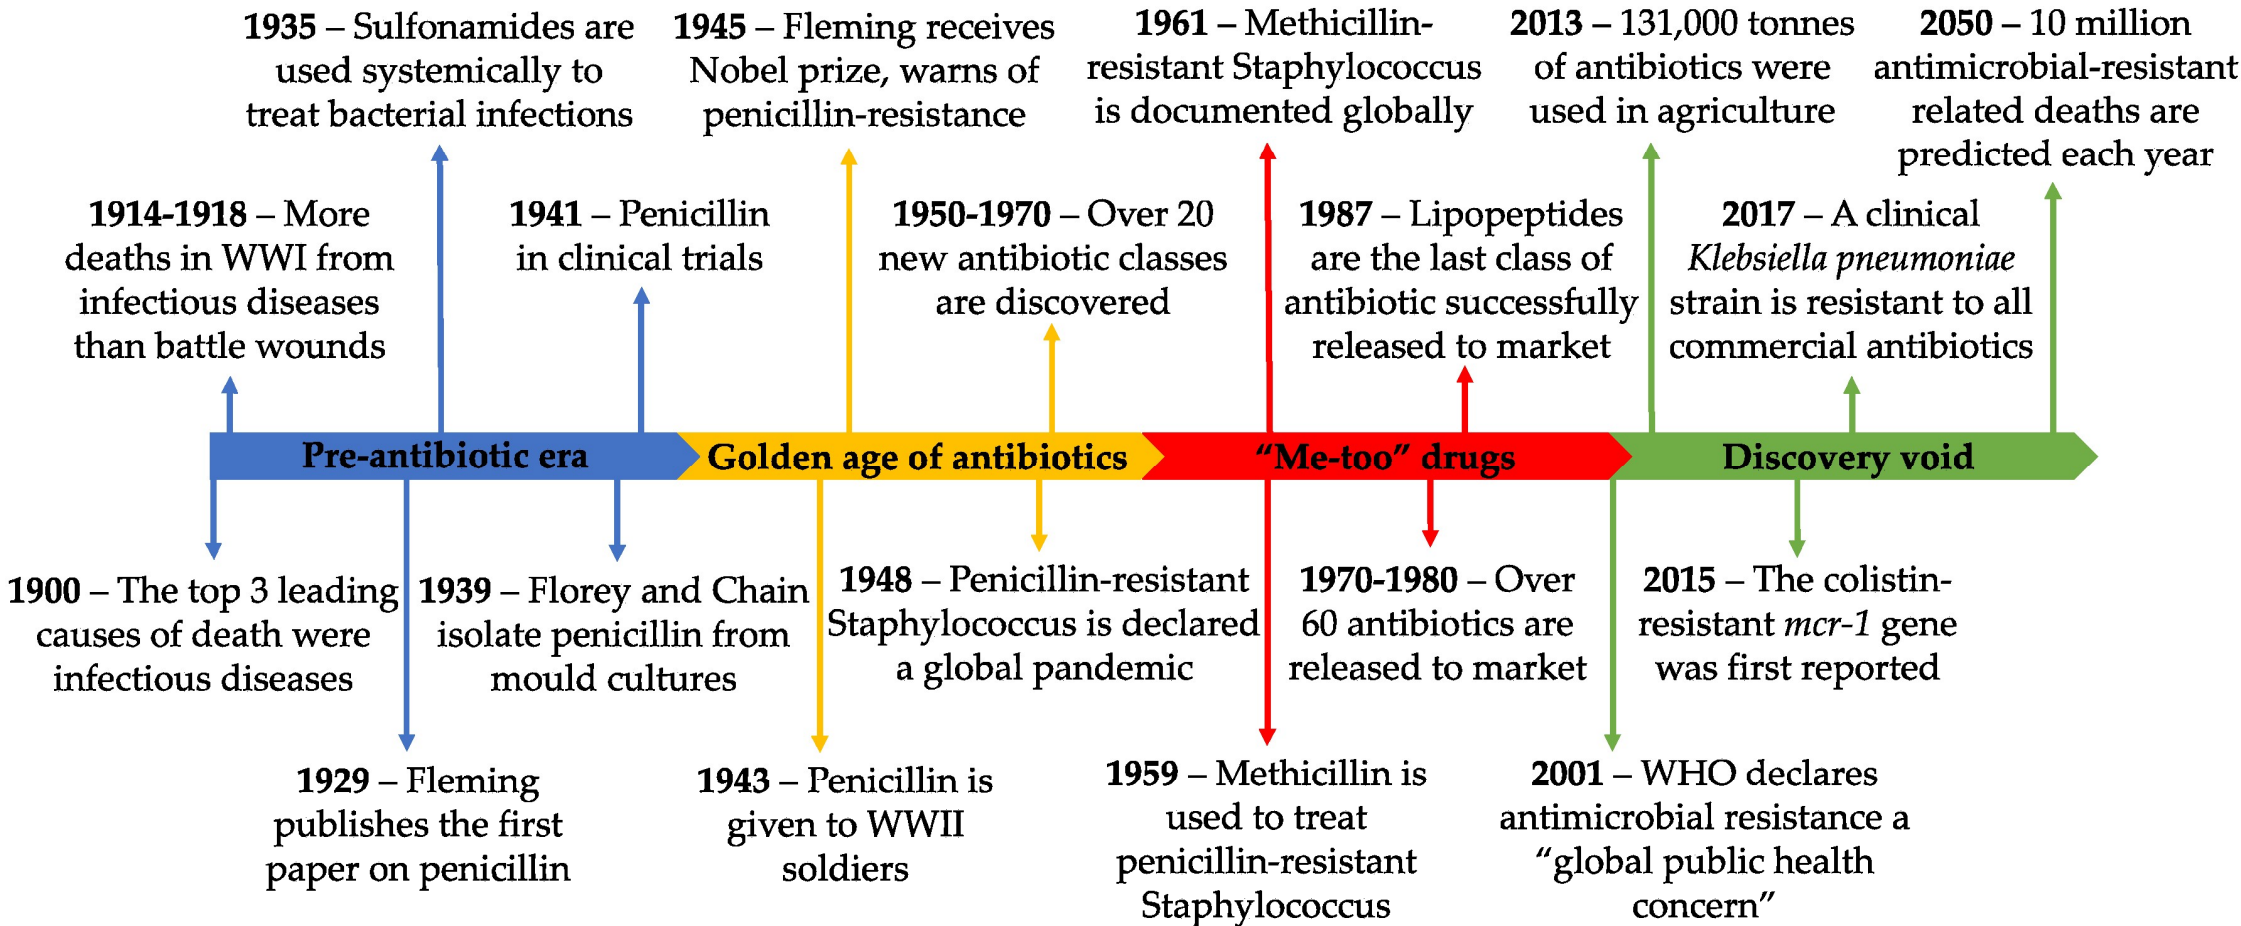 1935 – Sulfonamides are
used systemically to
treat bacterial infections
1945 – Fleming receives
Nobel prize, warns of
penicillin-resistance
1961 – Methicillin-
resistant Staphylococcus
is documented globally
2013 – 131,000 tonnes
of antibiotics were
used in agriculture
2050 – 10 million
antimicrobial-resistant
related deaths are
predicted each year
1914-1918 – More
deaths in WWI from
infectious diseases
than battle wounds
1941 – Penicillin
in clinical trials
1950-1970 – Over 20
new antibiotic classes
are discovered
1987 – Lipopeptides
are the last class of
antibiotic successfully
released to market
2017 – A clinical
Klebsiella pneumoniae
strain is resistant to all
commercial antibiotics
Pre-antibiotic era
Golden age of antibiotics
“Me-too” drugs
Discovery void
1900 – The top 3 leading
causes of death were
infectious diseases
1939 – Florey and Chain
isolate penicillin from
mould cultures
1948 – Penicillin-resistant
Staphylococcus is declared
a global pandemic
1970-1980 – Over
60 antibiotics are
released to market
2015 – The colistin-
resistant mcr-1 gene
was first reported
1929 – Fleming
publishes the first
paper on penicillin
1943 – Penicillin is
given to WWII
soldiers
1959 – Methicillin is
used to treat
penicillin-resistant
Staphylococcus
2001 – WHO declares
antimicrobial resistance a
“global public health
concern”